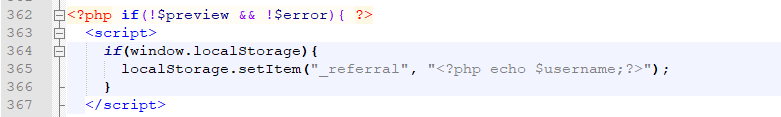 362 <?php if(!$preview && !$error){ ?>
363 <script>
364 if(window.localStorage){
365 localStorage.setItem("_referral", "<?php echo $username;?>");
366 }
367 </script>